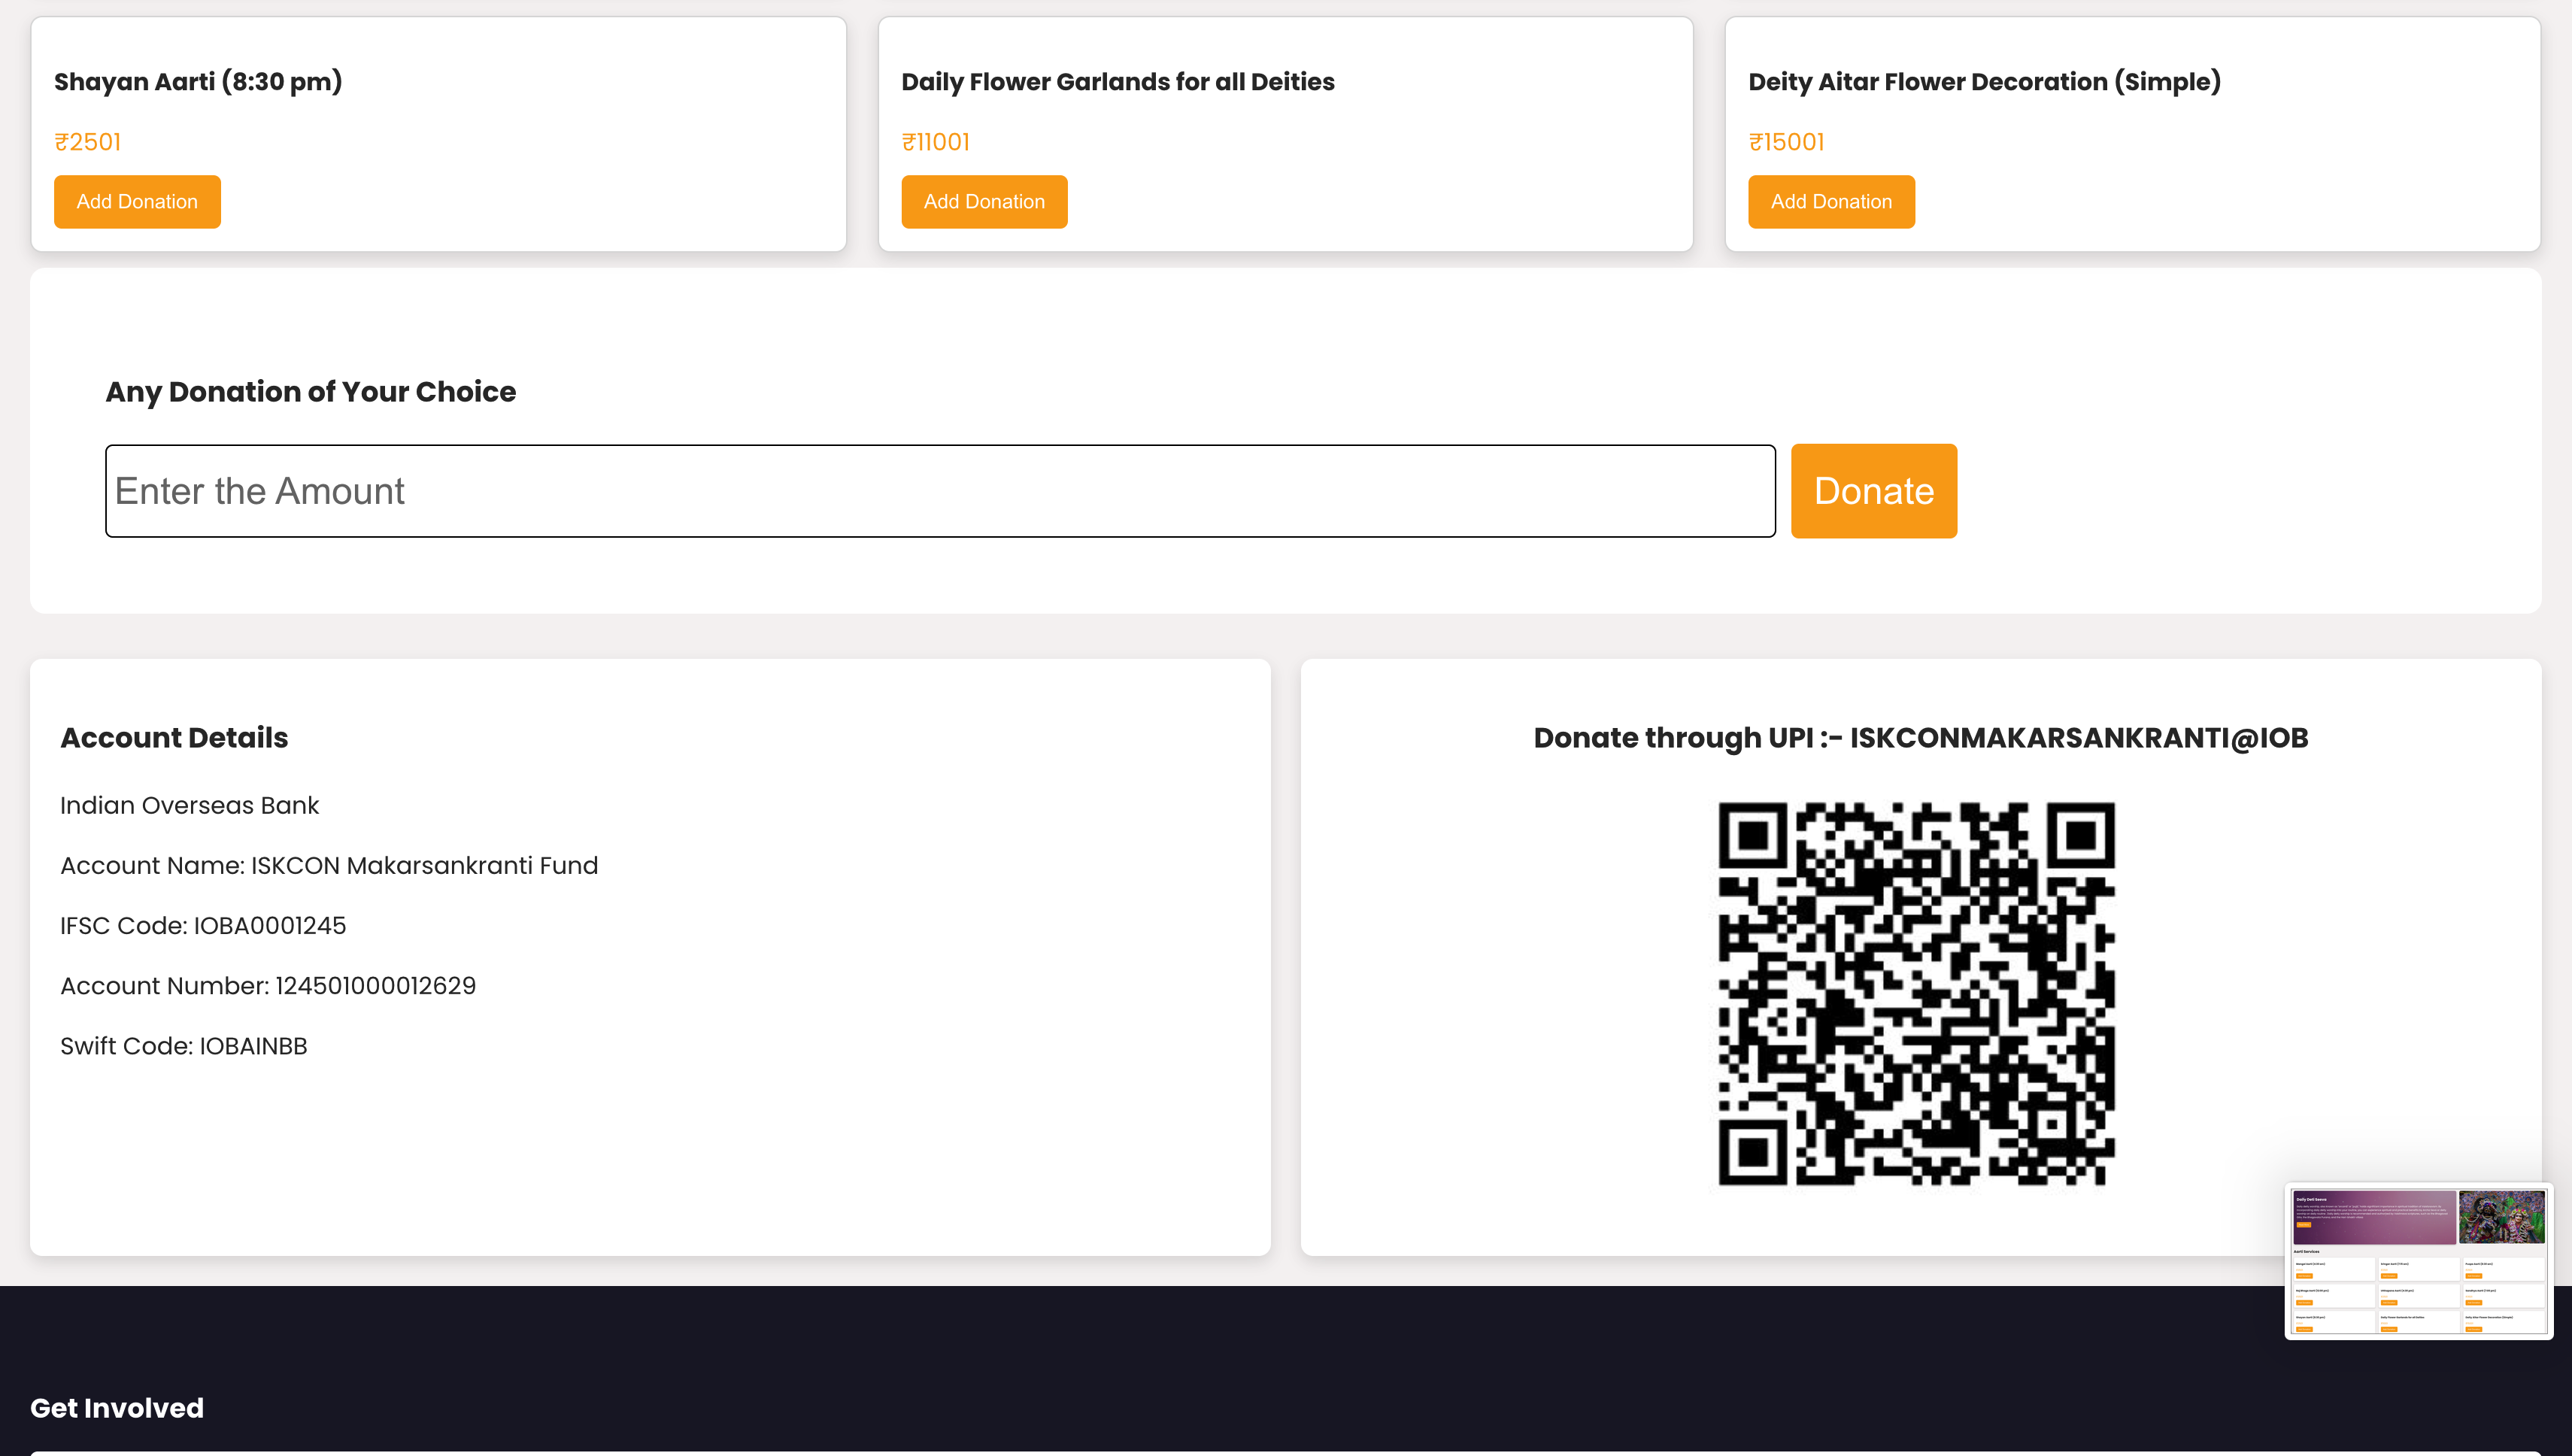 Shayan Aarti (8:30 pm)
₹2501
Add Donation
Daily Flower Garlands for all Deities
₹11001
Add Donation
Deity Aitar Flower Decoration (Simple)
₹15001
Add Donation
Any Donation of Your Choice
Enter the Amount
Donate
Account Details
Indian Overseas Bank
Account Name: ISKCON Makarsankranti Fund
IFSC Code: IOBA0001245
Account Number: 124501000012629
Swift Code: IOBAINBB
Donate through UPI :- ISKCONMAKARSANKRANTI@IOB
Get Involved